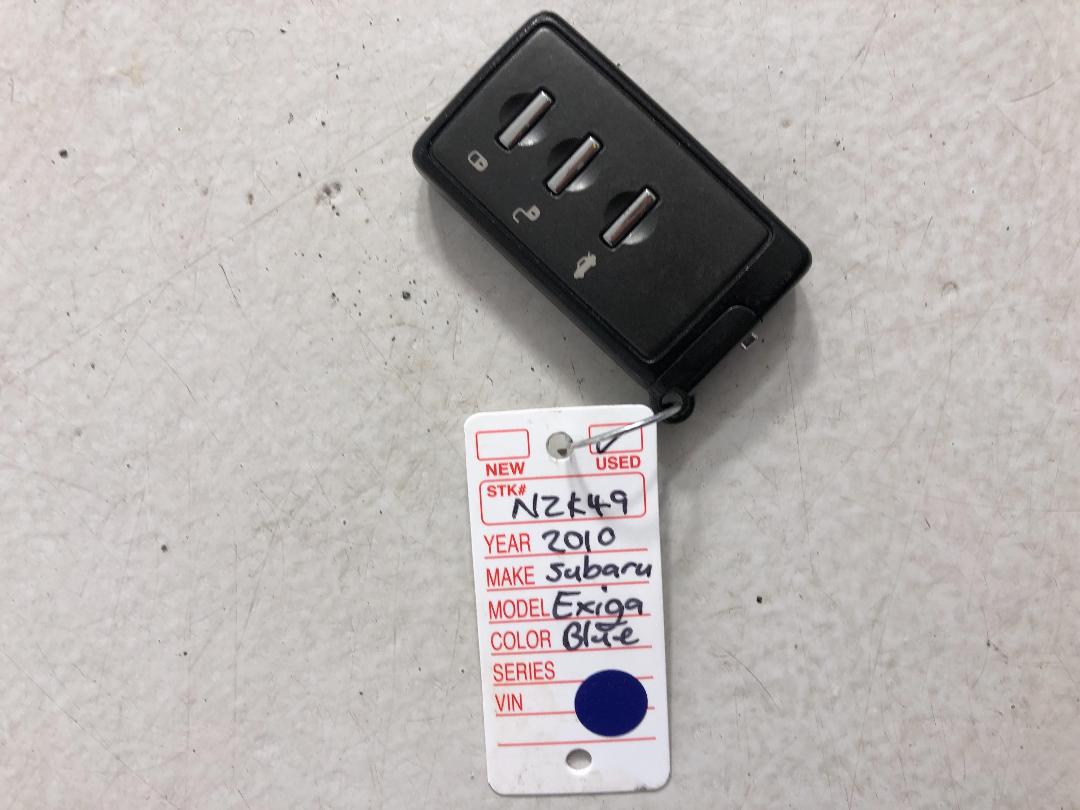 NEW USED
STK# NZK49
YEAR 2010
MAKE Subaru
MODEL Exiga
COLOR Blue
SERIES
VIN